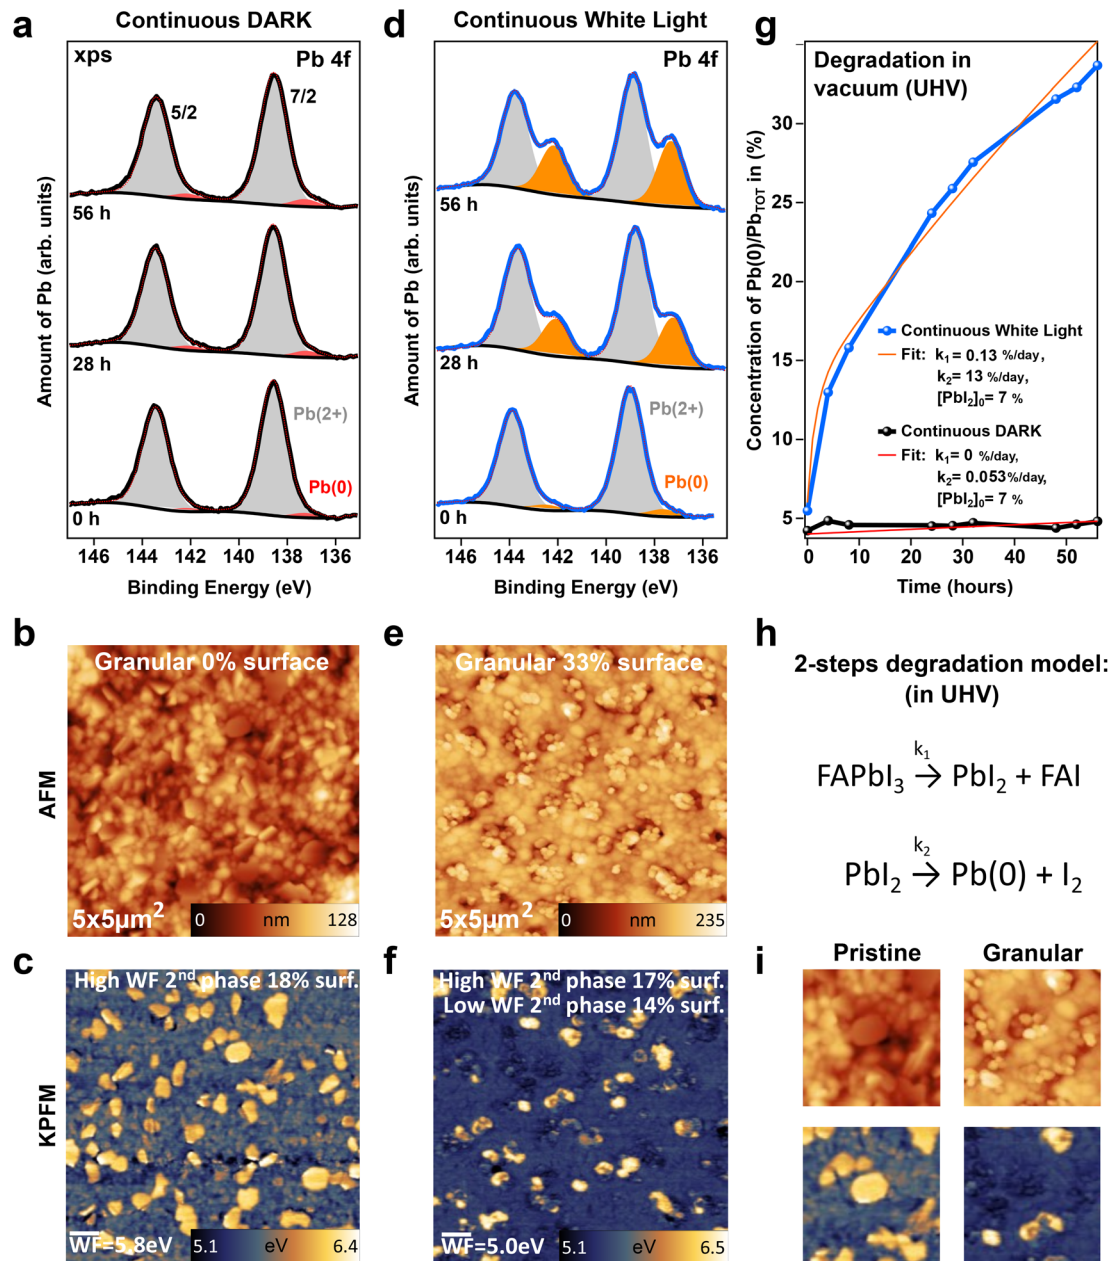 a
Continuous DARK
xps
Pb 4f
5/2
7/2
56 h
28 h
Pb(2+)
Pb(0)
0 h
Amount of Pb (arb. units)
146 144 142 140 138 136
Binding Energy (eV)
d
Continuous White Light
Pb 4f
56 h
28 h
Pb(2+)
Pb(0)
0 h
Amount of Pb (arb. units)
146 144 142 140 138 136
Binding Energy (eV)
g
Degradation in
vacuum (UHV)
Concentration of Pb(0)/Pb_TOT in (%)
30
25
20
15
10
5
Continuous White Light
Fit: k₁= 0.13 %/day,
k₂= 13 %/day,
[PbI₂]₀= 7 %
Continuous DARK
Fit: k₁= 0 %/day,
k₂= 0.053%/day,
[PbI₂]₀= 7 %
0 10 20 30 40 50
Time (hours)
b
Granular 0% surface
AFM
5x5µm²
0 nm 128
e
Granular 33% surface
0 nm 235
h
2-steps degradation model:
(in UHV)
k₁
FAPbI₃ → PbI₂ + FAI
k₂
PbI₂ → Pb(0) + I₂
c
High WF 2ⁿᵈ phase 18% surf.
KPFM
WF=5.8eV
5.1 eV 6.4
f
High WF 2ⁿᵈ phase 17% surf.
Low WF 2ⁿᵈ phase 14% surf.
WF=5.0eV
5.1 eV 6.5
i
Pristine
Granular
5x5µm²